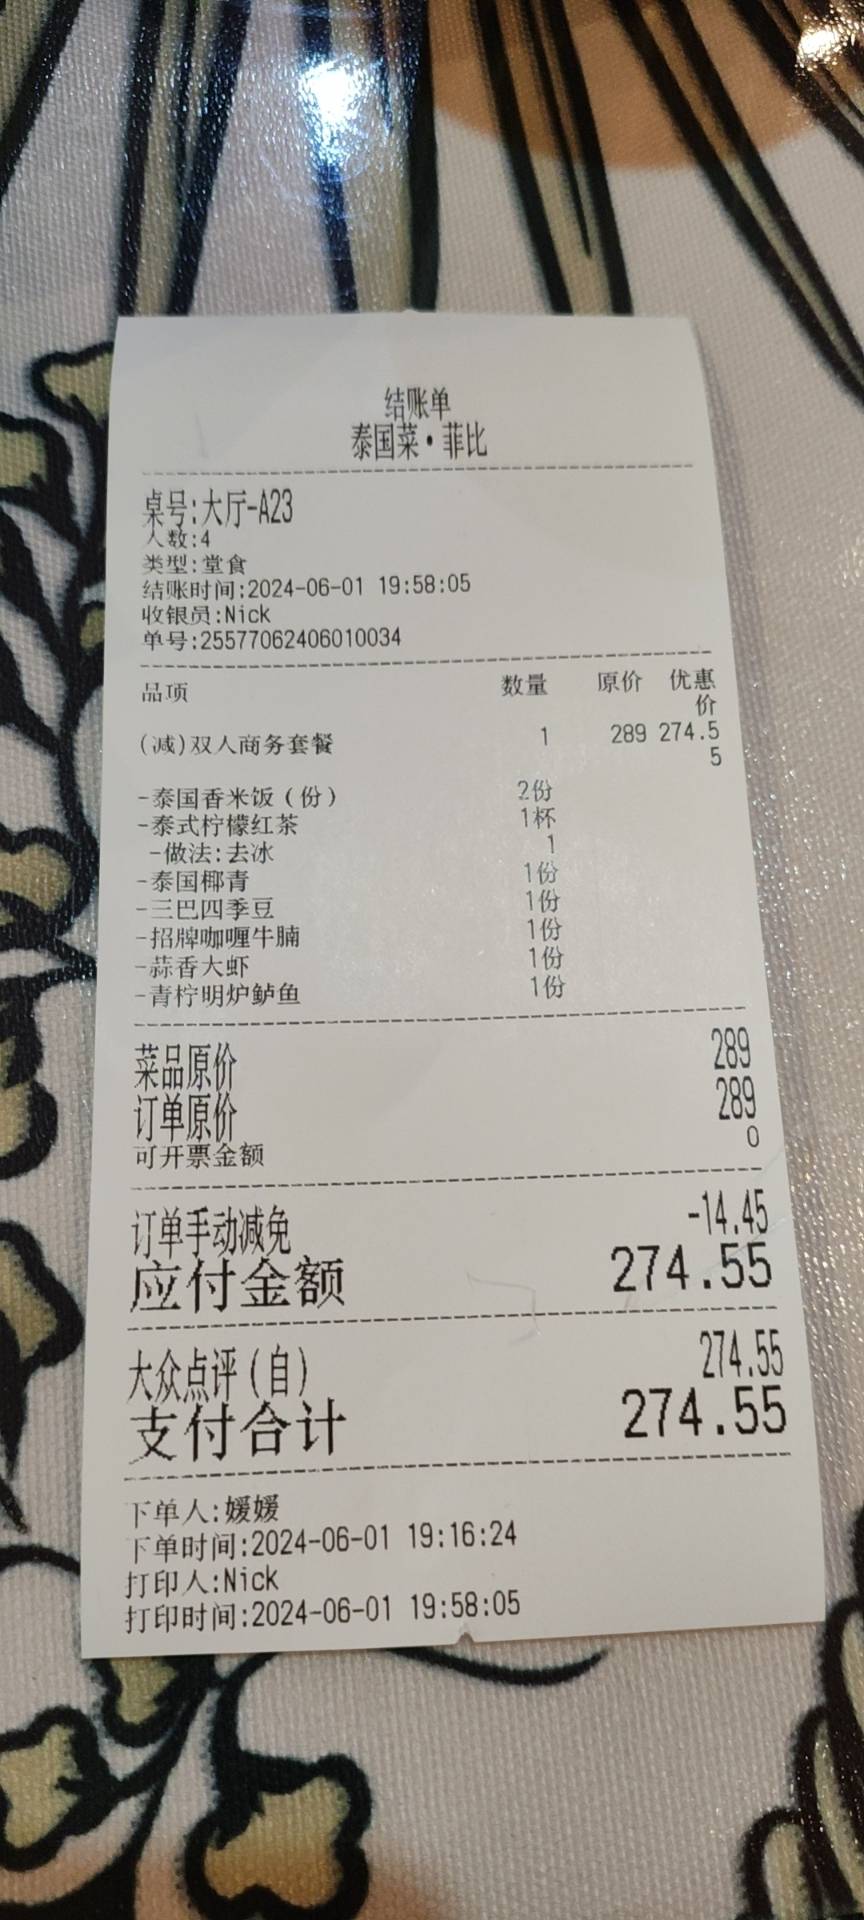 结账单
泰国菜·菲比
桌号:大厅-A23
人数:4
类型:堂食
结账时间:2024-06-01 19:58:05
收银员:Nick
单号:25577062406010034
品项 数量 原价 优惠价
(减)双人商务套餐 1 289 274.55
-泰国香米饭(份) 2份
-泰式柠檬红茶 1杯
-做法:去冰 1
-泰国椰青 1份
-三巴四季豆 1份
-招牌咖喱牛腩 1份
-蒜香大虾 1份
-青柠明炉鲈鱼 1份
菜品原价 289
订单原价 289
可开票金额 0
订单手动减免 -14.45
应付金额 274.55
大众点评(自) 274.55
支付合计 274.55
下单人:媛媛
下单时间:2024-06-01 19:16:24
打印人:Nick
打印时间:2024-06-01 19:58:05